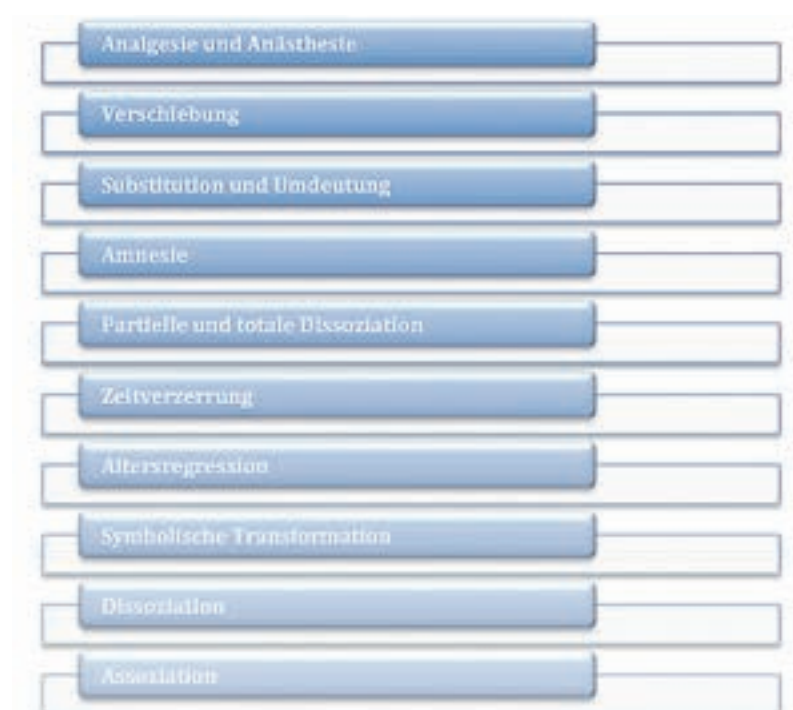 Analgesie und Anästhesie
Verschiebung
Substitution und Umdeutung
Amnesie
Partielle und totale Dissoziation
Zeitverzerrung
Altersregression
Symbolische Transformation
Dissoziation
Assoziation